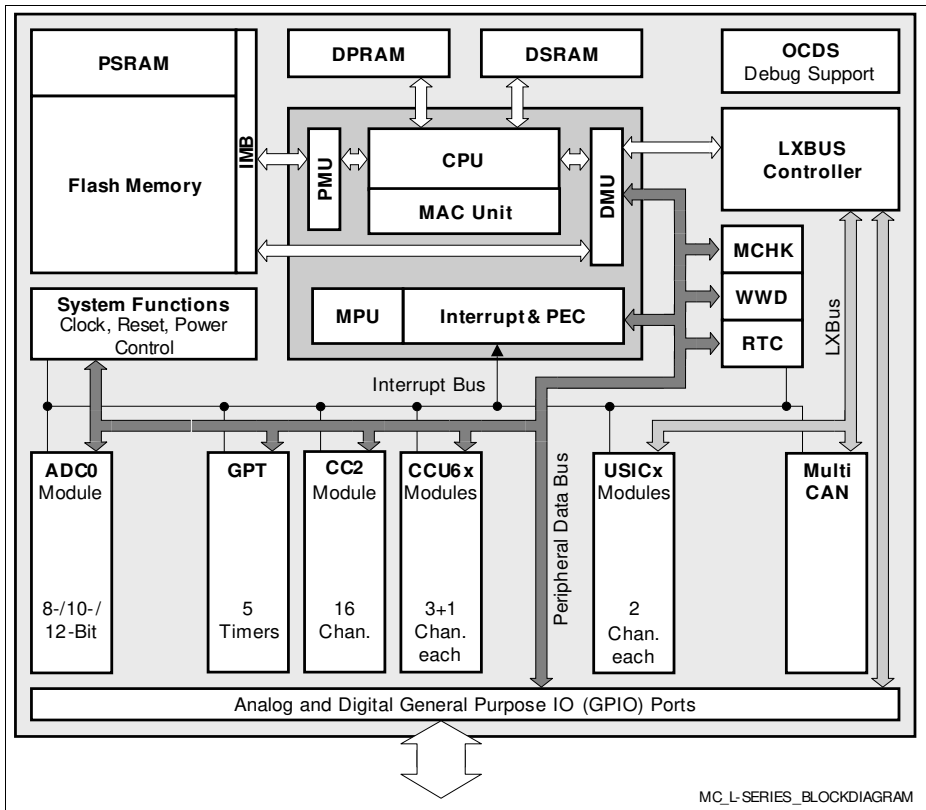 PSRAM
Flash Memory
IMB
DPRAM
DSRAM
OCDS
Debug Support
PMU
CPU
MAC Unit
DMU
LXBUS
Controller
MCHK
WWD
RTC
LXBus
System Functions
Clock, Reset, Power
Control
MPU
Interrupt & PEC
Interrupt Bus
ADC0
Module
8-/10-/
12-Bit
GPT
5
Timers
CC2
Module
16
Chan.
CCU6x
Modules
3+1
Chan.
each
Peripheral Data Bus
USICx
Modules
2
Chan.
each
Multi
CAN
Analog and Digital General Purpose IO (GPIO) Ports
MC_L-SERIES_BLOCKDIAGRAM